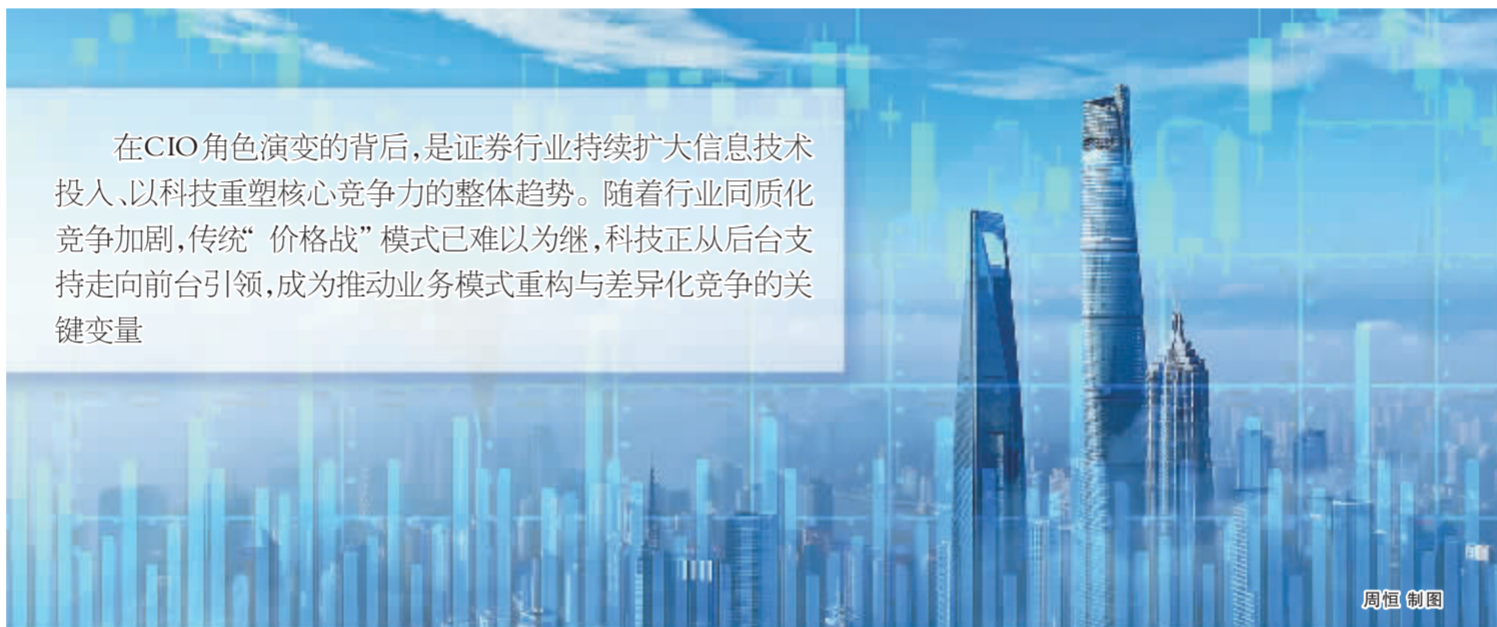 在CIO角色演变的背后,是证券行业持续扩大信息技术
投入、以科技重塑核心竞争力的整体趋势。随着行业同质化
竞争加剧,传统“价格战”模式已难以为继,科技正从后台支
持走向前台引领,成为推动业务模式重构与差异化竞争的关
键变量
周恒 制图